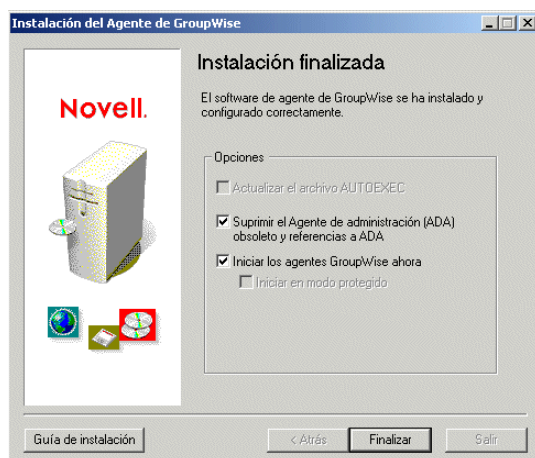 Instalación del Agente de GroupWise
Novell.
Instalación finalizada
El software de agente de GroupWise se ha instalado y
configurado correctamente.
Opciones
Actualizar el archivo AUTOEXEC
Suprimir el Agente de administración (ADA)
obsoleto y referencias a ADA
Iniciar los agentes GroupWise ahora
Iniciar en modo protegido
Guía de instalación
< Atrás
Finalizar
Salir